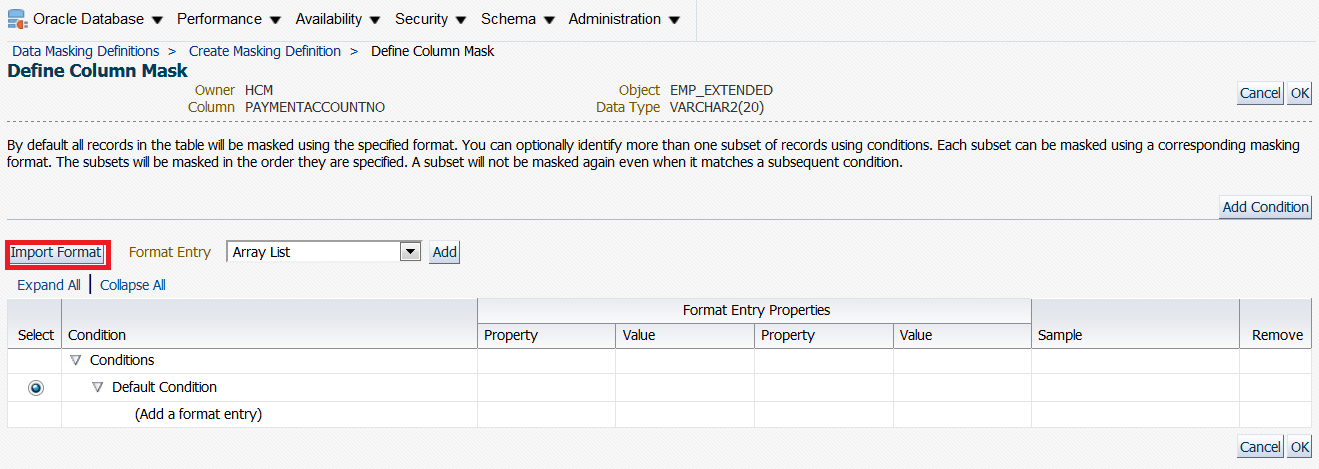 Oracle Database Performance Availability Security Schema Administration
Data Masking Definitions > Create Masking Definition > Define Column Mask
Define Column Mask
Owner HCM Object EMP_EXTENDED
Column PAYMENTACCOUNTNO Data Type VARCHAR2(20)
Cancel OK
By default all records in the table will be masked using the specified format. You can optionally identify more than one subset of records using conditions. Each subset can be masked using a corresponding masking
format. The subsets will be masked in the order they are specified. A subset will not be masked again even when it matches a subsequent condition.
Add Condition
Import Format Format Entry Array List Add
Expand All Collapse All
Format Entry Properties
Select Condition Property Value Property Value Sample Remove
Conditions
Default Condition
(Add a format entry)
Cancel OK